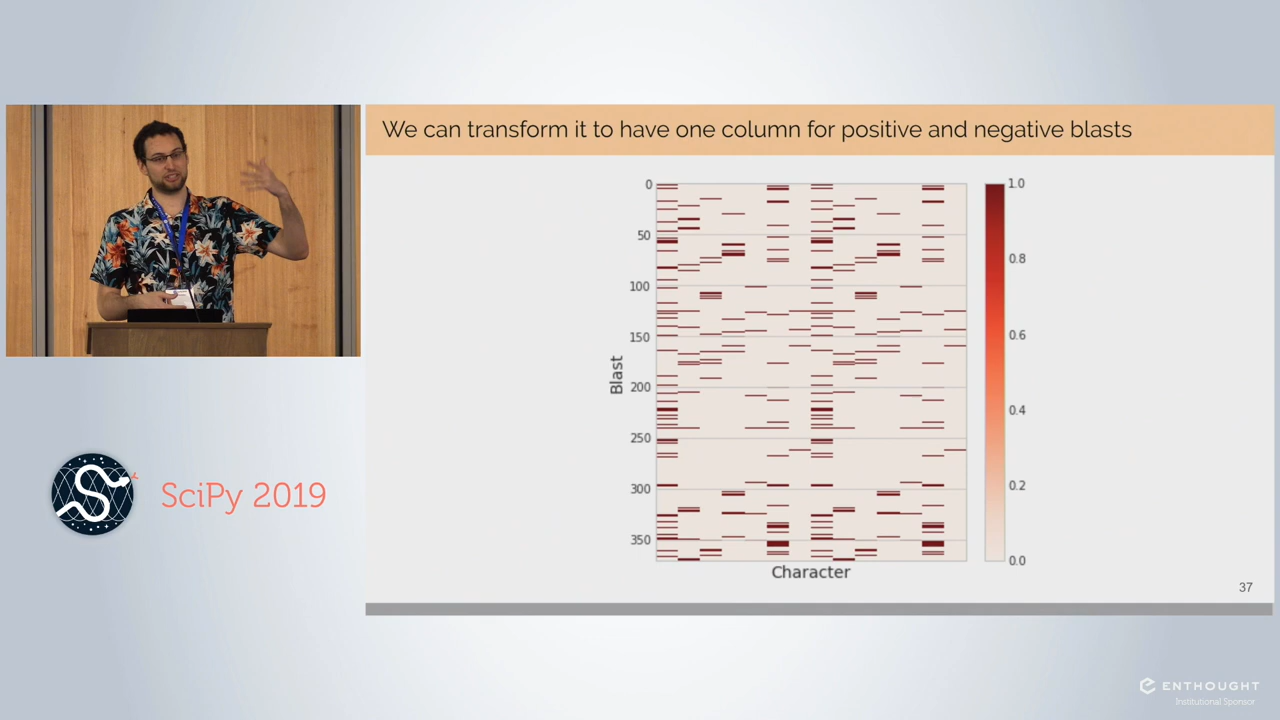 We can transform it to have one column for positive and negative blasts
0
50
100
150
200
250
300
350
Blast
Character
1.0
0.8
0.6
0.4
0.2
0.0
37
SciPy 2019
ENTHOUGHT
Institutional Sponsor